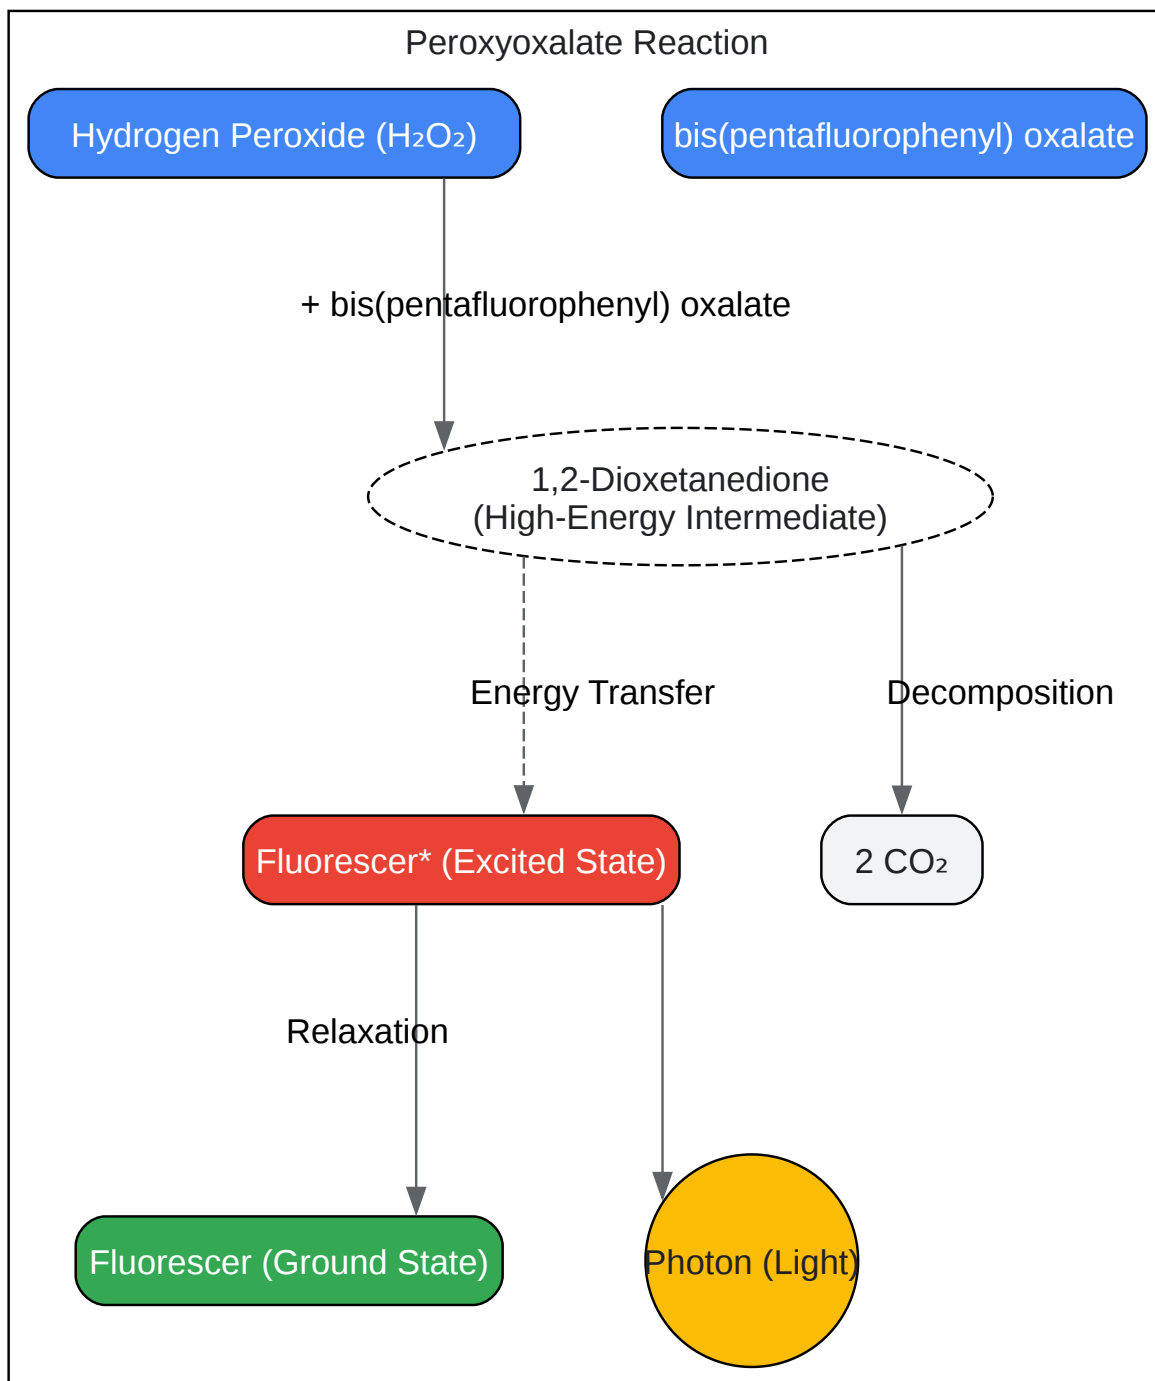 Peroxyoxalate Reaction
Hydrogen Peroxide (H₂O₂)
bis(pentafluorophenyl) oxalate
+ bis(pentafluorophenyl) oxalate
1,2-Dioxetanedione
(High-Energy Intermediate)
Energy Transfer
Decomposition
Fluorescer* (Excited State)
2 CO₂
Relaxation
Fluorescer (Ground State)
Photon (Light)